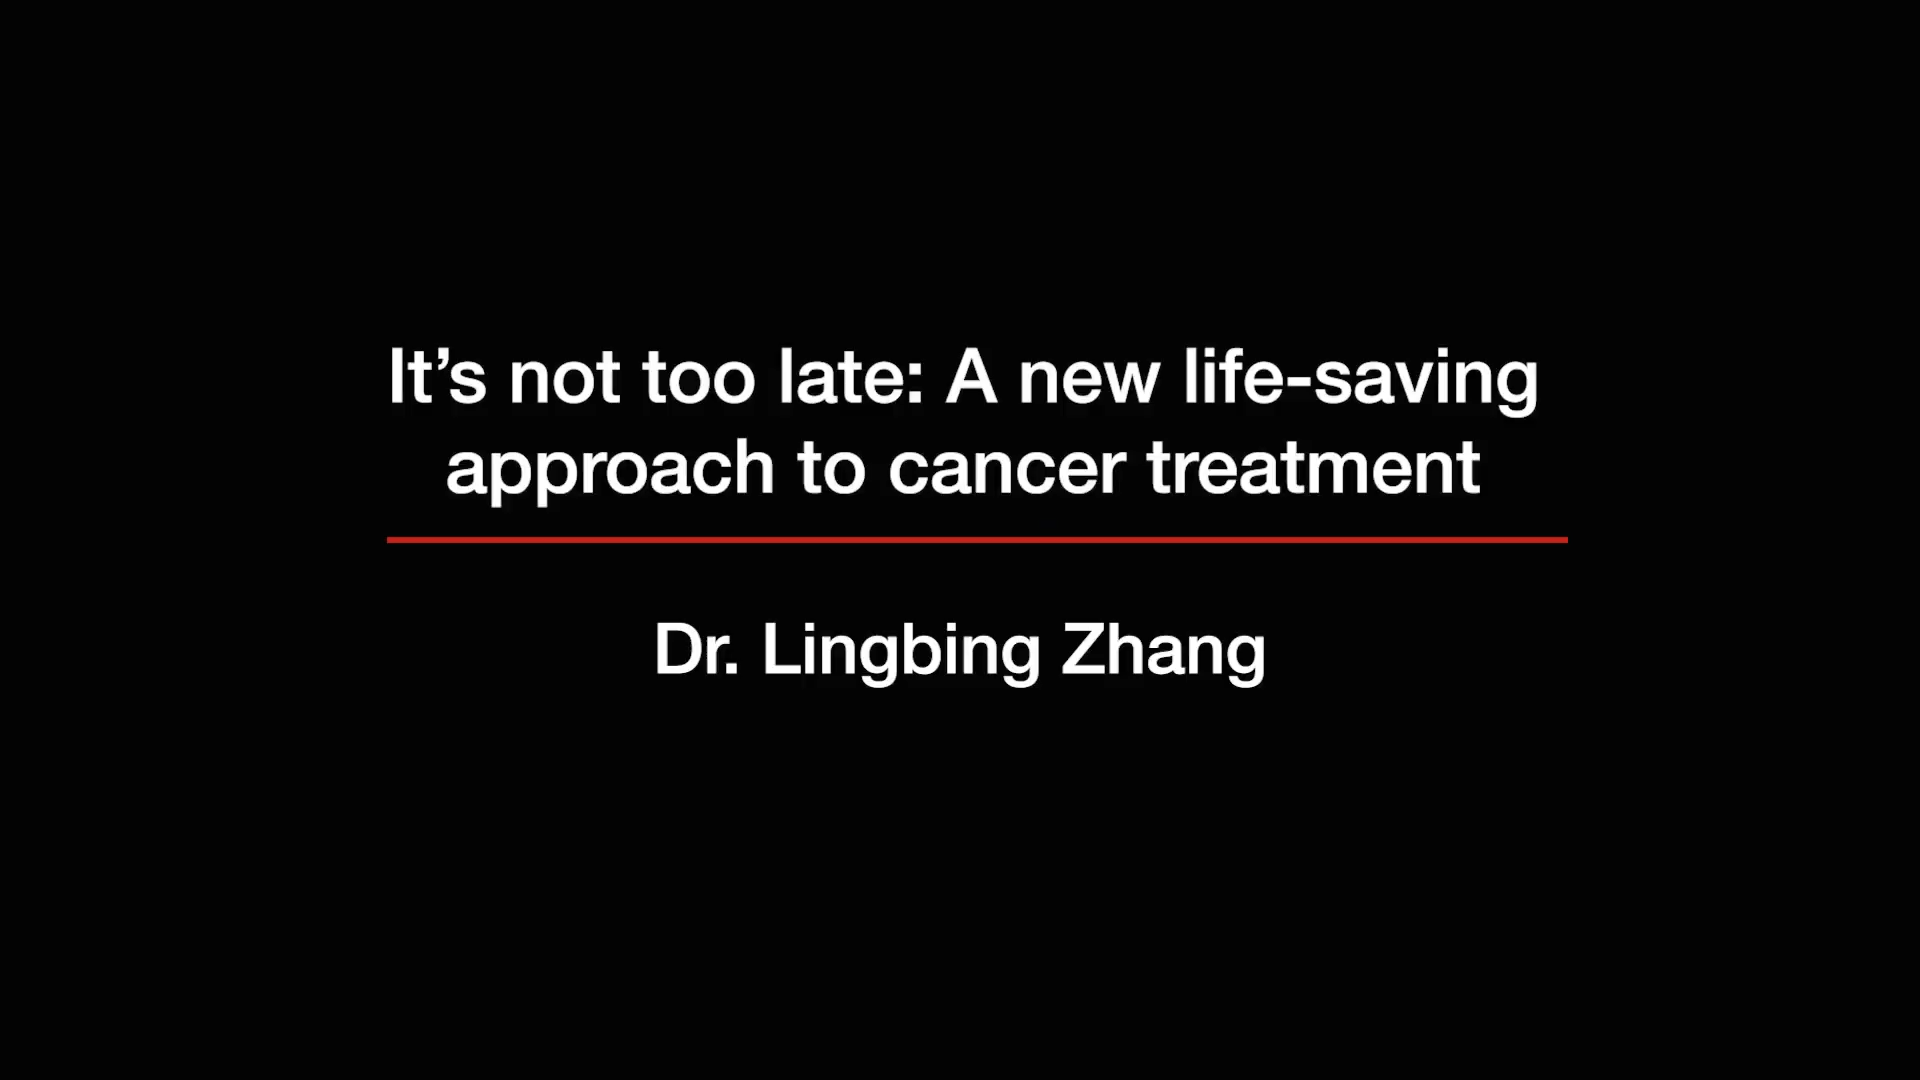 It’s not too late: A new life-saving
approach to cancer treatment
Dr. Lingbing Zhang